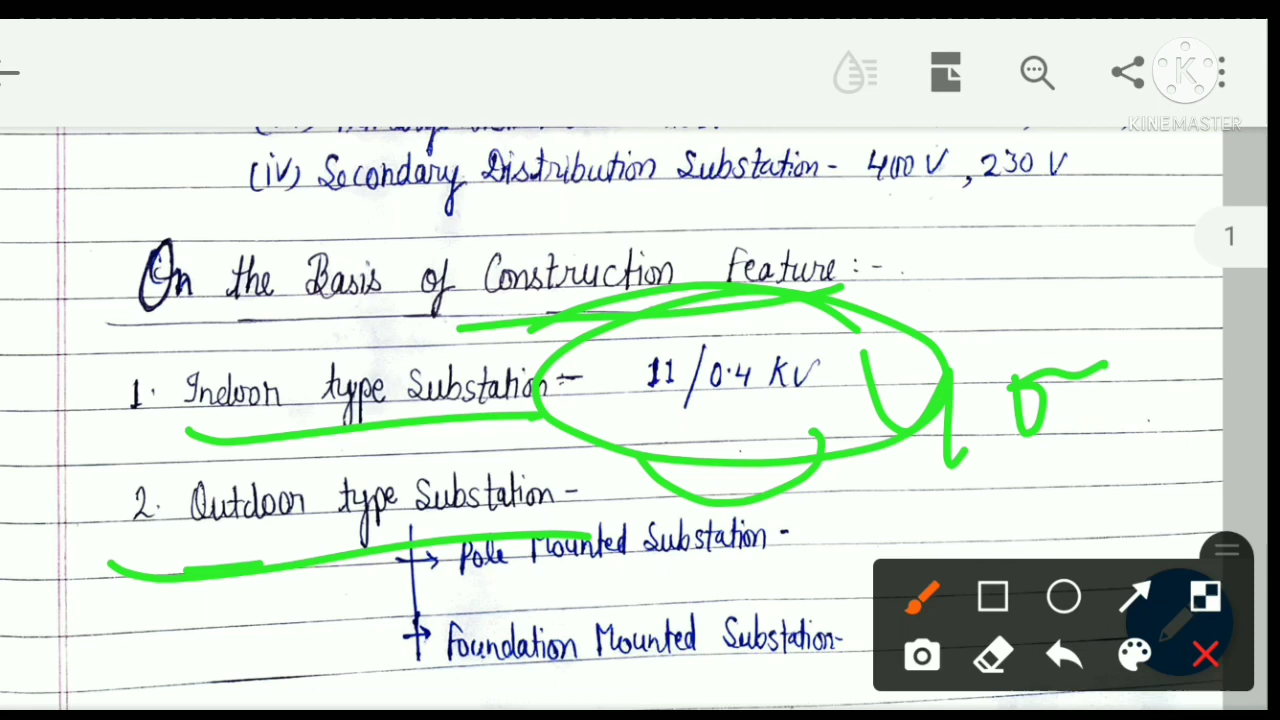 KINEMASTER
(iv) Secondary Distribution Substation - 400 V , 230 V
1
On the Basis of Construction Feature : -
1. Indoor type Substation :- 11 / 0.4 KV
2. Outdoor type Substation -
→ Pole Mounted Substation -
→ Foundation Mounted Substation -